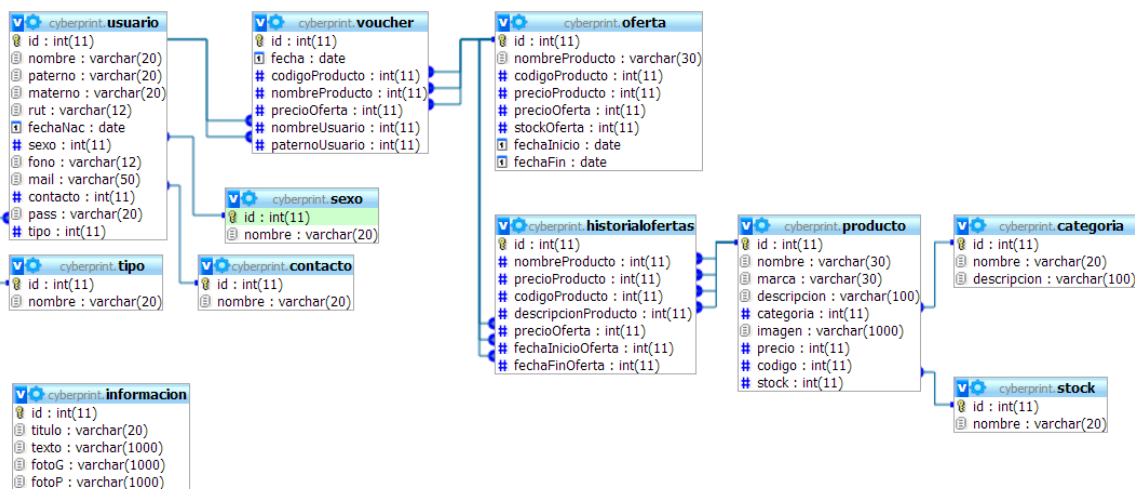 cyberprint.usuario
id : int(11)
nombre : varchar(20)
paterno : varchar(20)
materno : varchar(20)
rut : varchar(12)
fechaNac : date
sexo : int(11)
fono : varchar(12)
mail : varchar(50)
contacto : int(11)
pass : varchar(20)
tipo : int(11)
cyberprint.voucher
id : int(11)
fecha : date
codigoProducto : int(11)
nombreProducto : int(11)
precioOferta : int(11)
nombreUsuario : int(11)
paternoUsuario : int(11)
cyberprint.oferta
id : int(11)
nombreProducto : varchar(30)
codigoProducto : int(11)
precioProducto : int(11)
precioOferta : int(11)
stockOferta : int(11)
fechaInicio : date
fechaFin : date
cyberprint.sexo
id : int(11)
nombre : varchar(20)
cyberprint.tipo
id : int(11)
nombre : varchar(20)
cyberprint.contacto
id : int(11)
nombre : varchar(20)
cyberprint.historialofertas
id : int(11)
nombreProducto : int(11)
precioProducto : int(11)
codigoProducto : int(11)
descripcionProducto : int(11)
precioOferta : int(11)
fechaInicioOferta : int(11)
fechaFinOferta : int(11)
cyberprint.producto
id : int(11)
nombre : varchar(30)
marca : varchar(30)
descripcion : varchar(100)
categoria : int(11)
imagen : varchar(1000)
precio : int(11)
codigo : int(11)
stock : int(11)
cyberprint.categoria
id : int(11)
nombre : varchar(20)
descripcion : varchar(100)
cyberprint.stock
id : int(11)
nombre : varchar(20)
cyberprint.informacion
id : int(11)
titulo : varchar(20)
texto : varchar(1000)
fotoG : varchar(1000)
fotoP : varchar(1000)